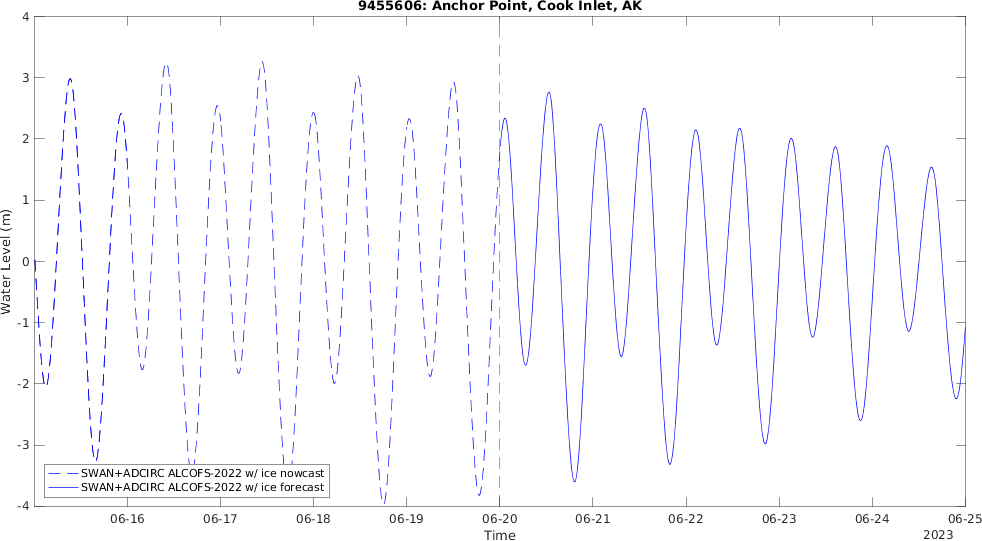 9455606: Anchor Point, Cook Inlet, AK
4
3
2
1
0
-1
-2
-3
-4
Water Level (m)
SWAN+ADCIRC ALCOFS-2022 w/ ice nowcast
SWAN+ADCIRC ALCOFS-2022 w/ ice forecast
06-16 06-17 06-18 06-19 06-20 06-21 06-22 06-23 06-24 06-25
Time
2023